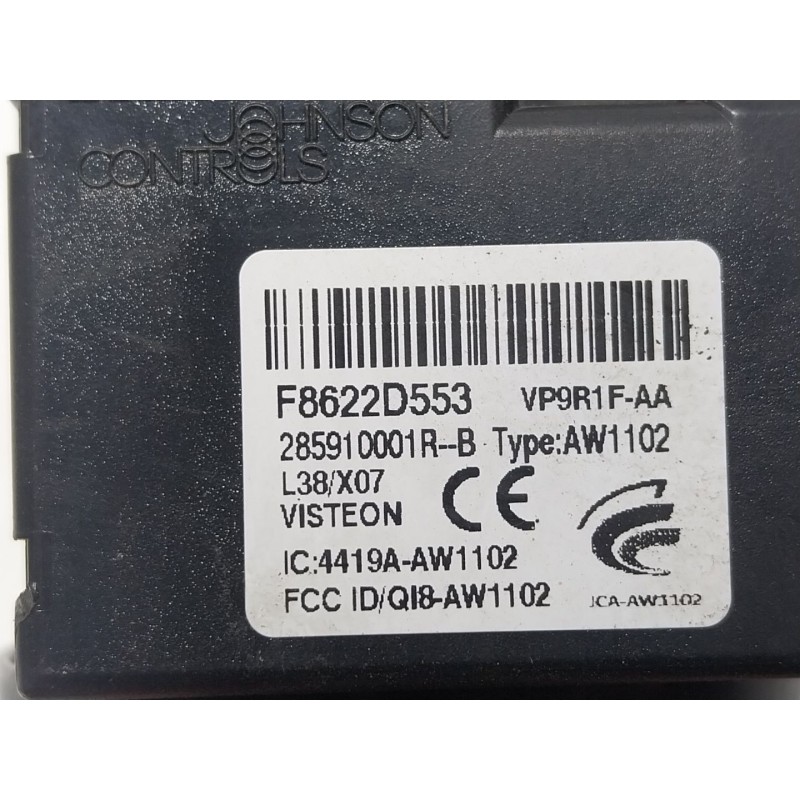 JOHNSON
CONTROLS
F8622D553 VP9R1F-AA
285910001R--B Type:AW1102
L38/X07
VISTEON
CE
IC:4419A-AW1102
FCC ID/QI8-AW1102
JCA-AW1102